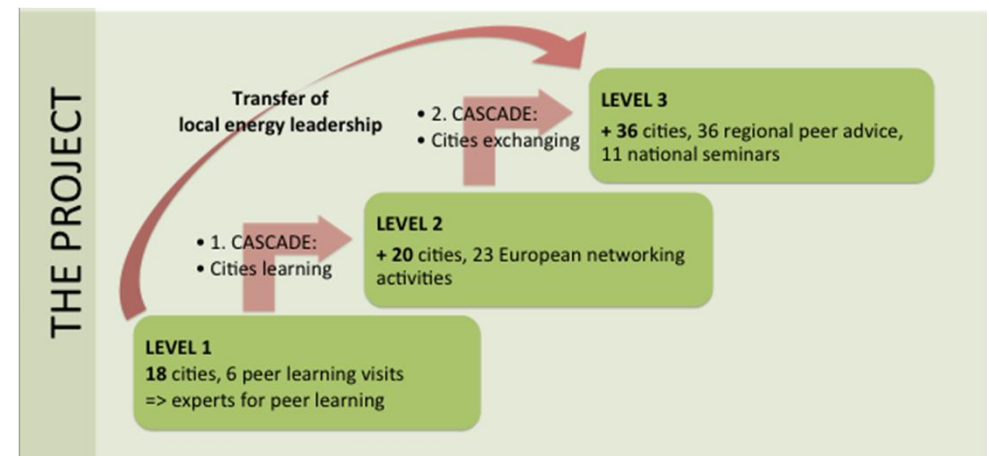 THE PROJECT
Transfer of
local energy leadership
• 2. CASCADE:
• Cities exchanging
LEVEL 3
+ 36 cities, 36 regional peer advice,
11 national seminars
• 1. CASCADE:
• Cities learning
LEVEL 2
+ 20 cities, 23 European networking
activities
LEVEL 1
18 cities, 6 peer learning visits
=> experts for peer learning